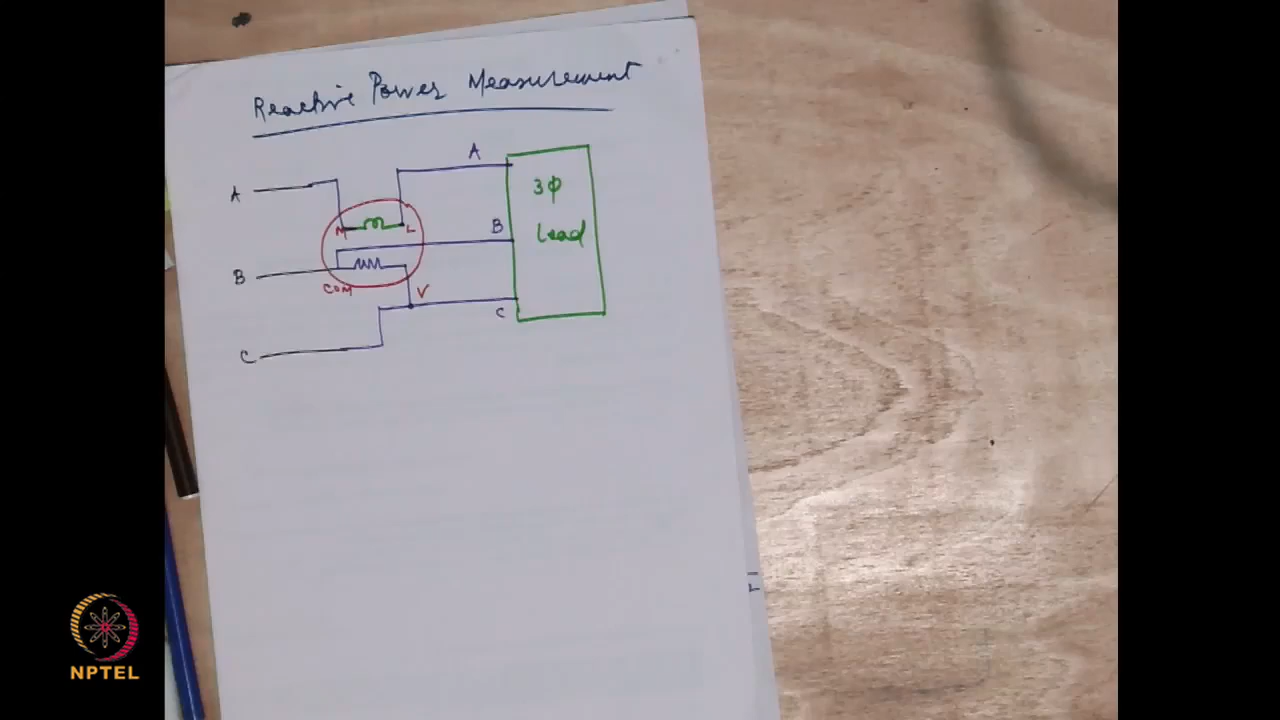 Reactive Power Measurement
A
A
3φ
M L
B
Load
B
COM V
C
C
NPTEL